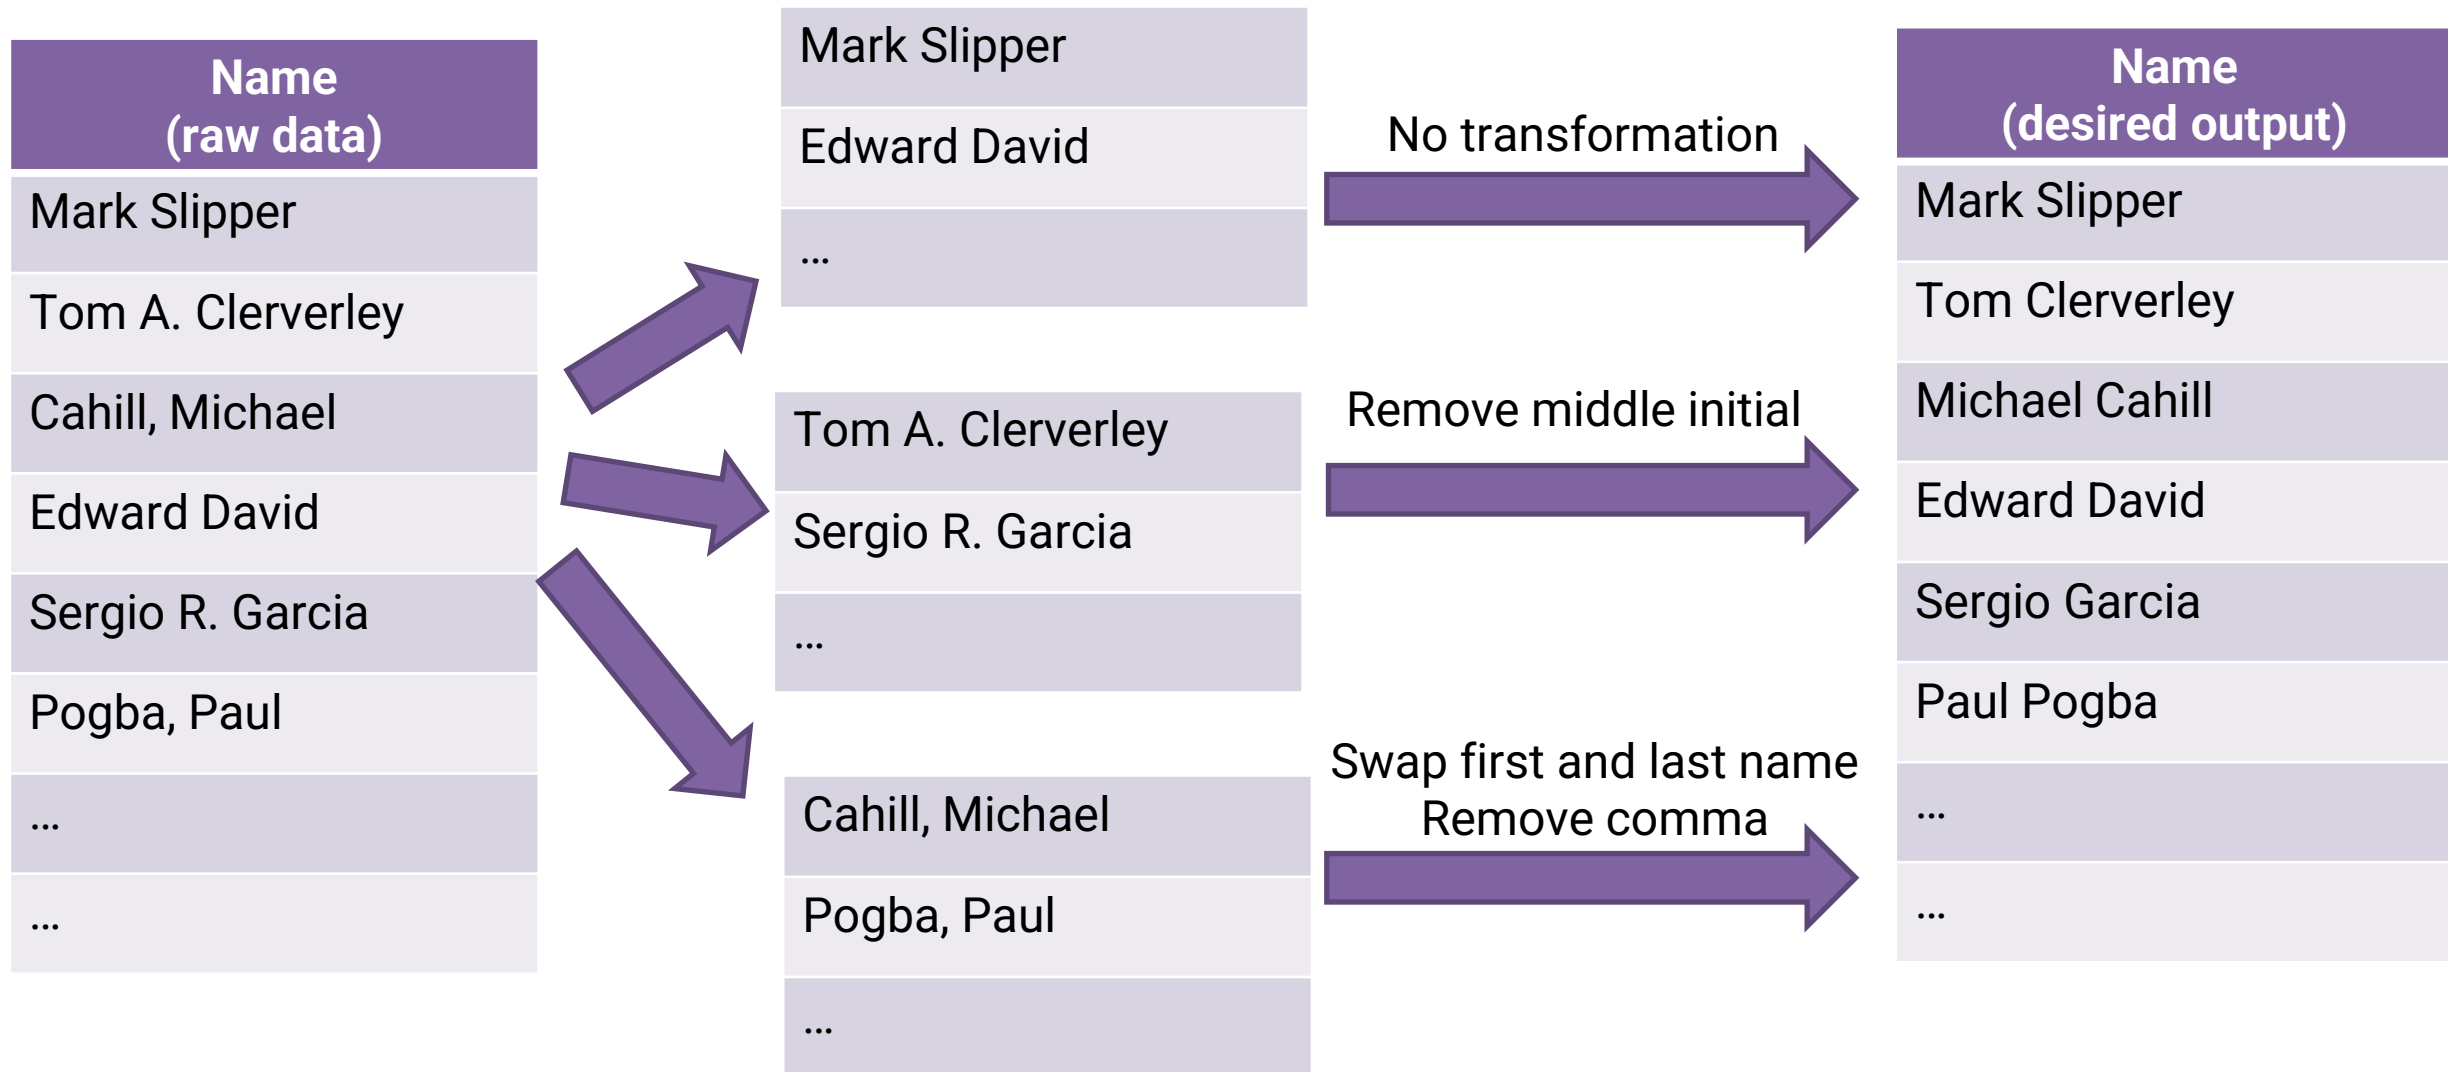 Name
(raw data)
Mark Slipper
Tom A. Clerverley
Cahill, Michael
Edward David
Sergio R. Garcia
Pogba, Paul
...
...
Mark Slipper
Edward David
...
Tom A. Clerverley
Sergio R. Garcia
...
Cahill, Michael
Pogba, Paul
...
No transformation
Remove middle initial
Swap first and last name
Remove comma
Name
(desired output)
Mark Slipper
Tom Clerverley
Michael Cahill
Edward David
Sergio Garcia
Paul Pogba
...
...